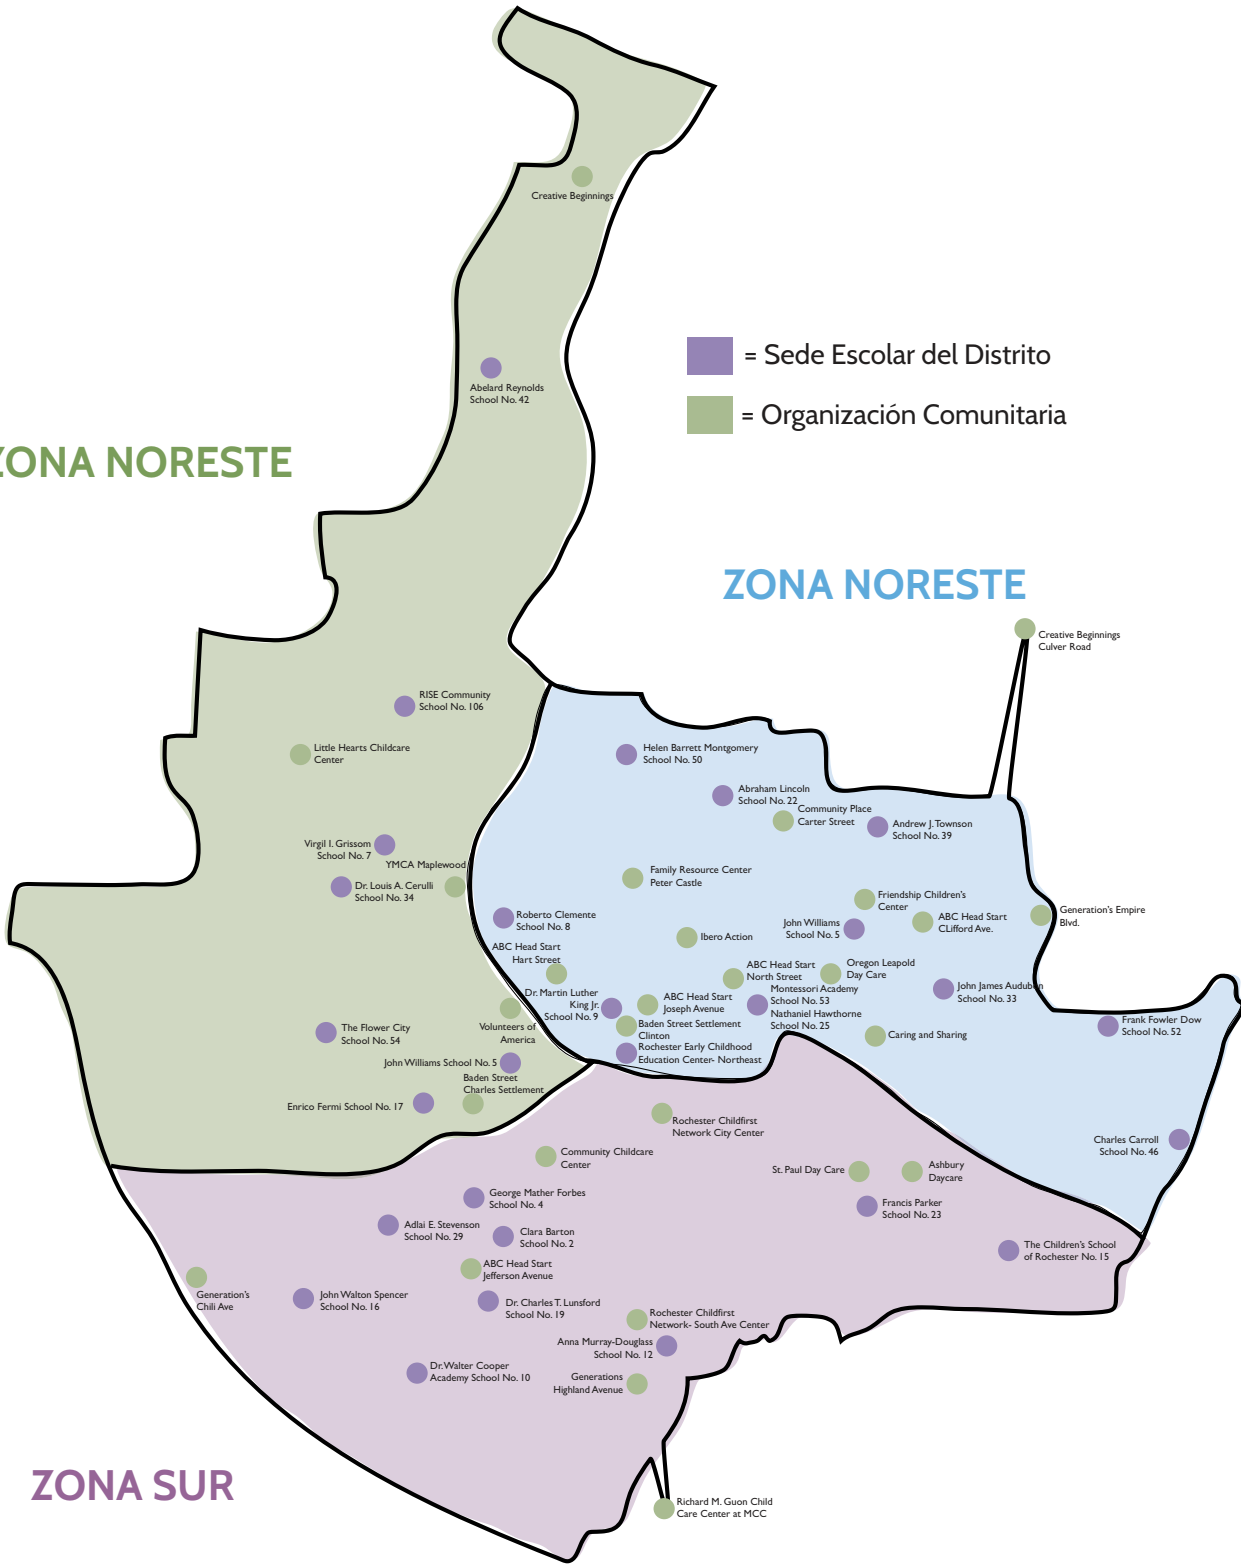 Creative Beginnings
= Sede Escolar del Distrito
= Organización Comunitaria
Abelard Reynolds
School No. 42
ZONA NORESTE
ZONA NORESTE
Creative Beginnings
Culver Road
RISE Community
School No. 106
Little Hearts Childcare
Center
Helen Barrett Montgomery
School No. 50
Abraham Lincoln
School No. 22
Community Place
Carter Street
Andrew J. Townson
School No. 39
Virgil I. Grissom
School No. 7
YMCA Maplewood
Dr. Louis A. Cerulli
School No. 34
Family Resource Center
Peter Castle
Friendship Children's
Center
ABC Head Start
CLifford Ave.
Generation's Empire
Blvd.
Roberto Clemente
School No. 8
John Williams
School No. 5
Ibero Action
ABC Head Start
Hart Street
ABC Head Start
North Street
Oregon Leapold
Day Care
Montessori Academy
School No. 53
Nathaniel Hawthorne
School No. 25
John James Audubon
School No. 33
Dr. Martin Luther
King Jr.
School No. 9
ABC Head Start
Joseph Avenue
Baden Street Settlement
Clinton
Rochester Early Childhood
Education Center- Northeast
Caring and Sharing
Frank Fowler Dow
School No. 52
The Flower City
School No. 54
Volunteers of
America
John Williams School No. 5
Baden Street
Charles Settlement
Enrico Fermi School No. 17
Rochester Childfirst
Network City Center
Charles Carroll
School No. 46
Community Childcare
Center
St. Paul Day Care
Ashbury
Daycare
George Mather Forbes
School No. 4
Francis Parker
School No. 23
Adlai E. Stevenson
School No. 29
Clara Barton
School No. 2
The Children's School
of Rochester No. 15
ABC Head Start
Jefferson Avenue
Generation's
Chili Ave
John Walton Spencer
School No. 16
Dr. Charles T. Lunsford
School No. 19
Rochester Childfirst
Network- South Ave Center
Anna Murray-Douglass
School No. 12
Dr. Walter Cooper
Academy School No. 10
Generations
Highland Avenue
ZONA SUR
Richard M. Guon Child
Care Center at MCC